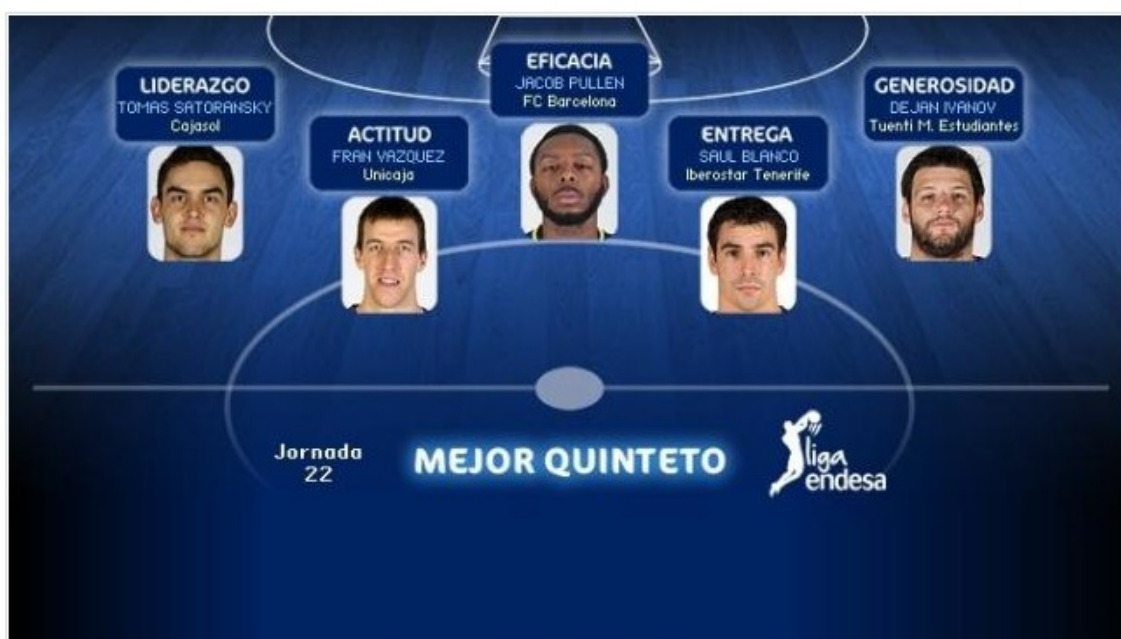 LIDERAZGO
TOMAS SATORANSKY
Cajasol
ACTITUD
FRAN VAZQUEZ
Unicaja
EFICACIA
JACOB PULLEN
FC Barcelona
ENTREGA
SAUL BLANCO
Iberostar Tenerife
GENEROSIDAD
DEJAN IVANOV
Tuenti M. Estudiantes
Jornada
22
MEJOR QUINTETO
liga
endesa